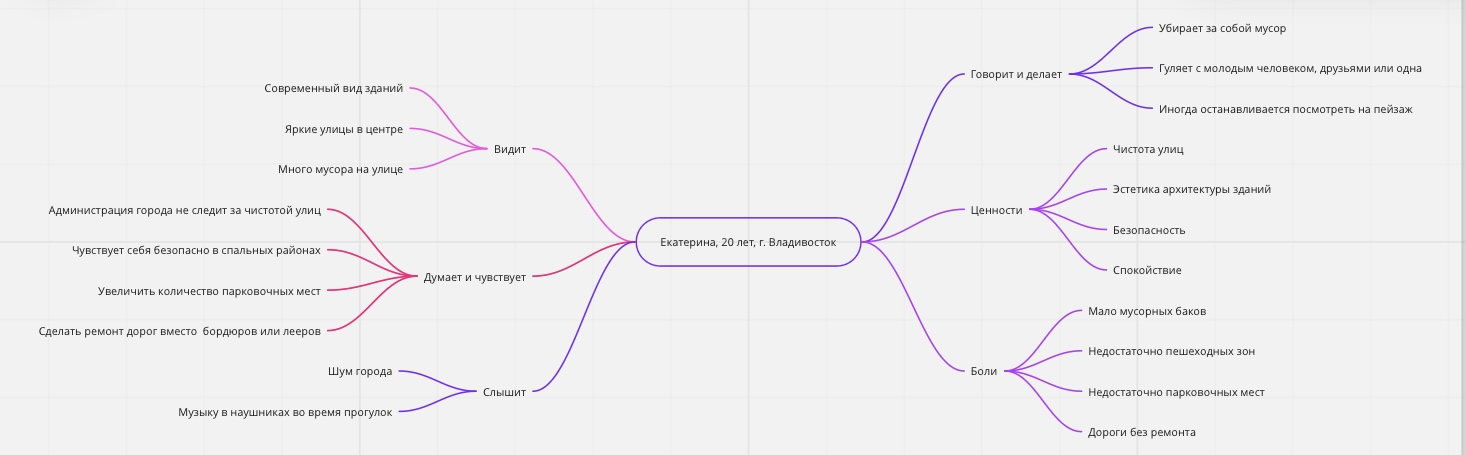 Екатерина, 20 лет, г. Владивосток
Видит
Современный вид зданий
Яркие улицы в центре
Много мусора на улице
Думает и чувствует
Администрация города не следит за чистотой улиц
Чувствует себя безопасно в спальных районах
Увеличить количество парковочных мест
Сделать ремонт дорог вместо  бордюров или лееров
Слышит
Шум города
Музыку в наушниках во время прогулок
Говорит и делает
Убирает за собой мусор
Гуляет с молодым человеком, друзьями или одна
Иногда останавливается посмотреть на пейзаж
Ценности
Чистота улиц
Эстетика архитектуры зданий
Безопасность
Спокойствие
Боли
Мало мусорных баков
Недостаточно пешеходных зон
Недостаточно парковочных мест
Дороги без ремонта